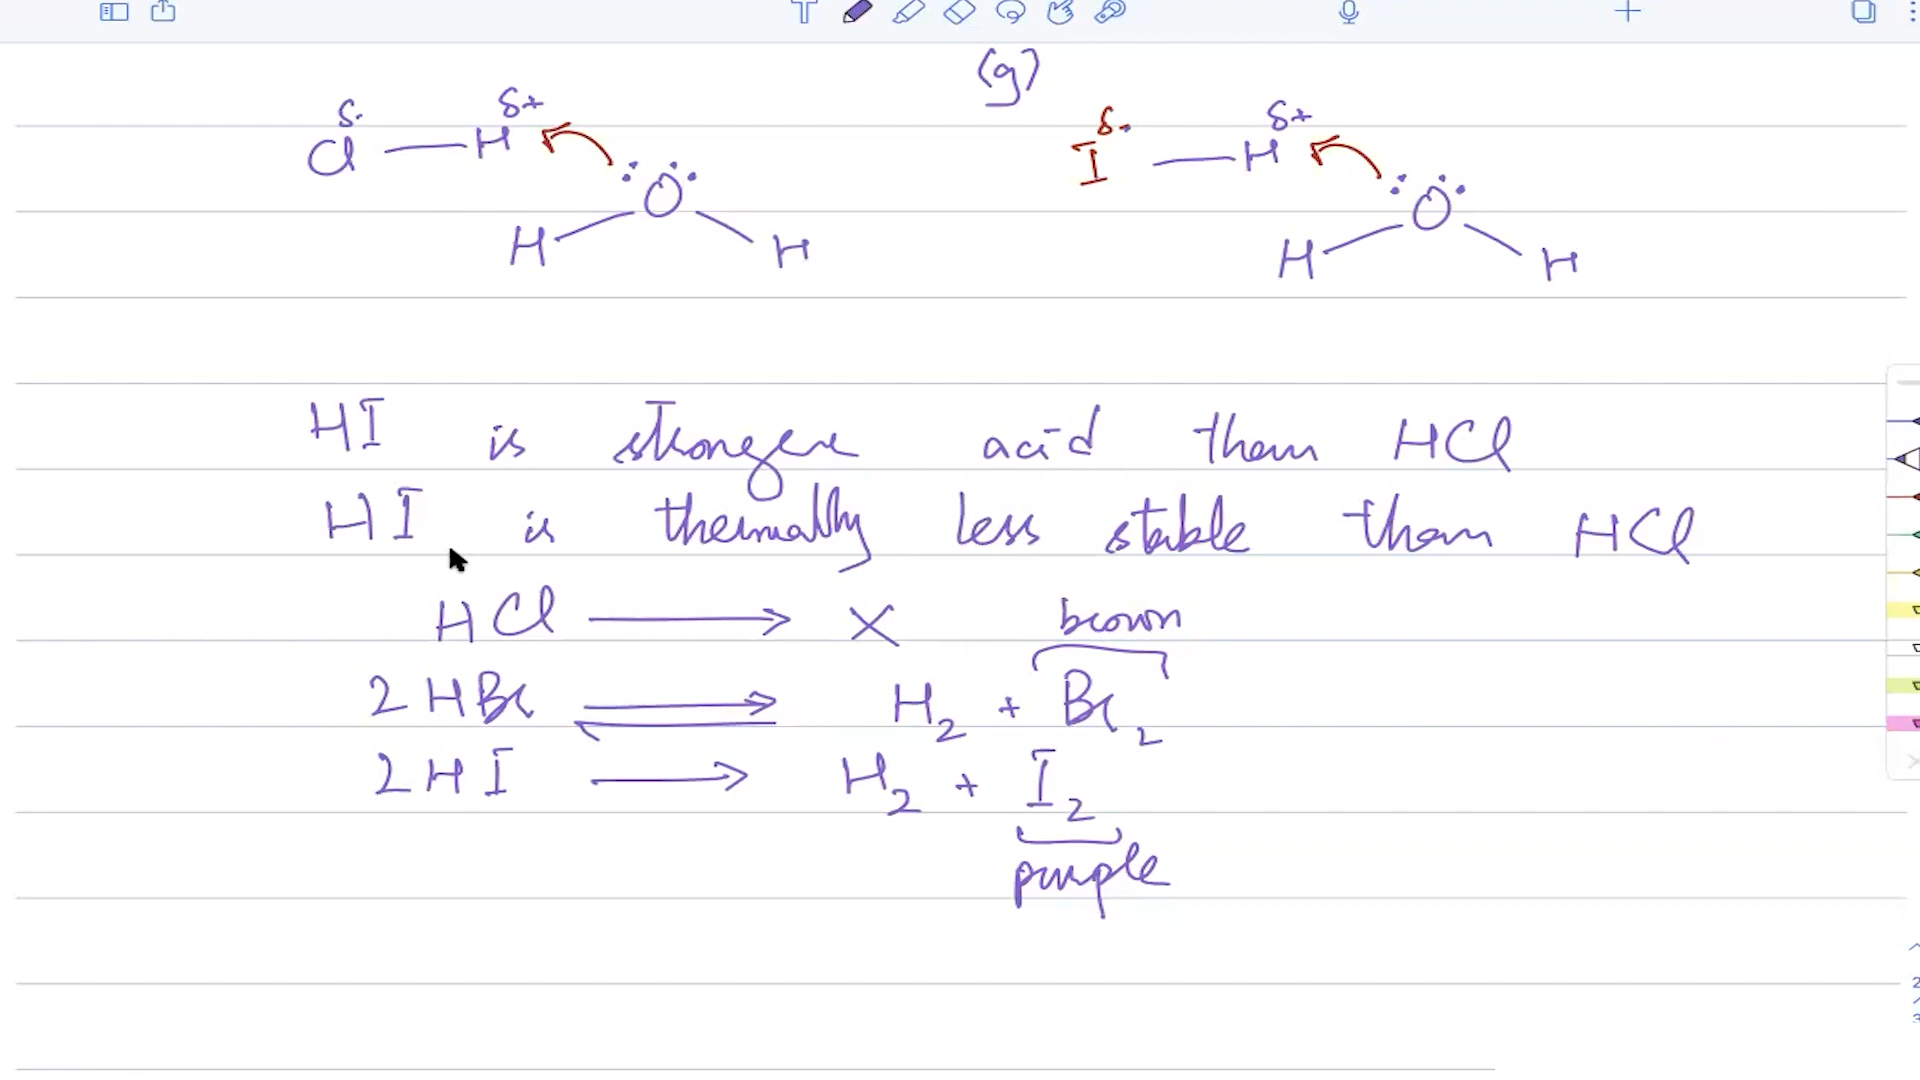 (g)
δ- δ+
Cl — H
:Ö
H H
δ- δ+
I — H
:Ö
H H
HI is stronger acid than HCl
HI is thermally less stable than HCl
HCl ⟶ X
brown
2HBr ⇌ H₂ + Br₂
2HI ⟶ H₂ + I₂
purple